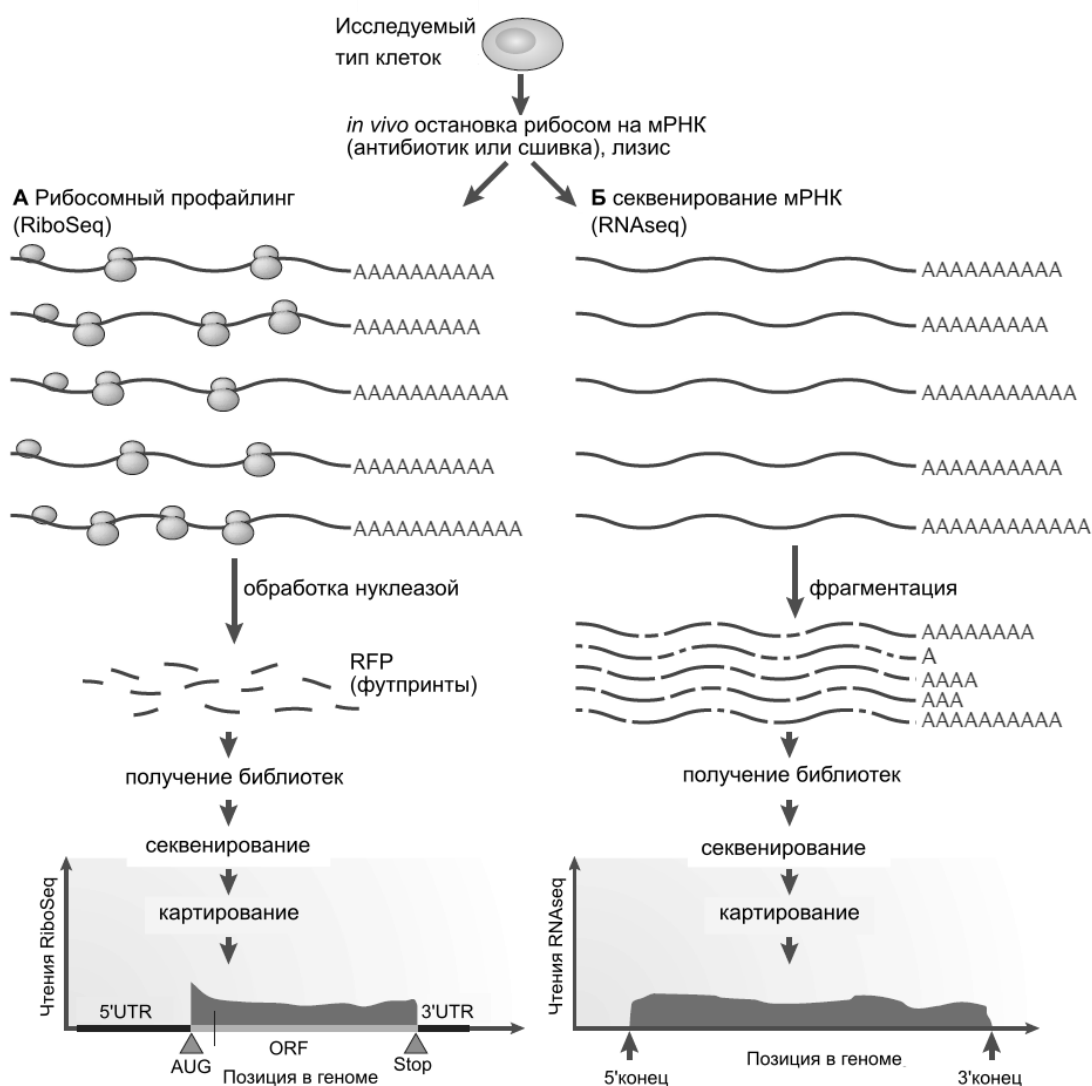 Исследуемый
тип клеток
in vivo остановка рибосом на мРНК
(антибиотик или сшивка), лизис
А Рибосомный профайлинг
(RiboSeq)
AAAAAAAAAA
AAAAAAAAA
AAAAAAAAAAA
AAAAAAAAAA
AAAAAAAAAAAA
обработка нуклеазой
RFP
(футпринты)
получение библиотек
секвенирование
картирование
Чтения RiboSeq
5'UTR
3'UTR
ORF
AUG
Stop
Позиция в геноме
Б секвенирование мРНК
(RNAseq)
AAAAAAAAAA
AAAAAAAAA
AAAAAAAAAAA
AAAAAAAAAA
AAAAAAAAAAAA
фрагментация
AAAAAAAA
A
AAAA
AAA
AAAAAAAAAA
получение библиотек
секвенирование
картирование
Чтения RNAseq
Позиция в геноме
5'конец
3'конец